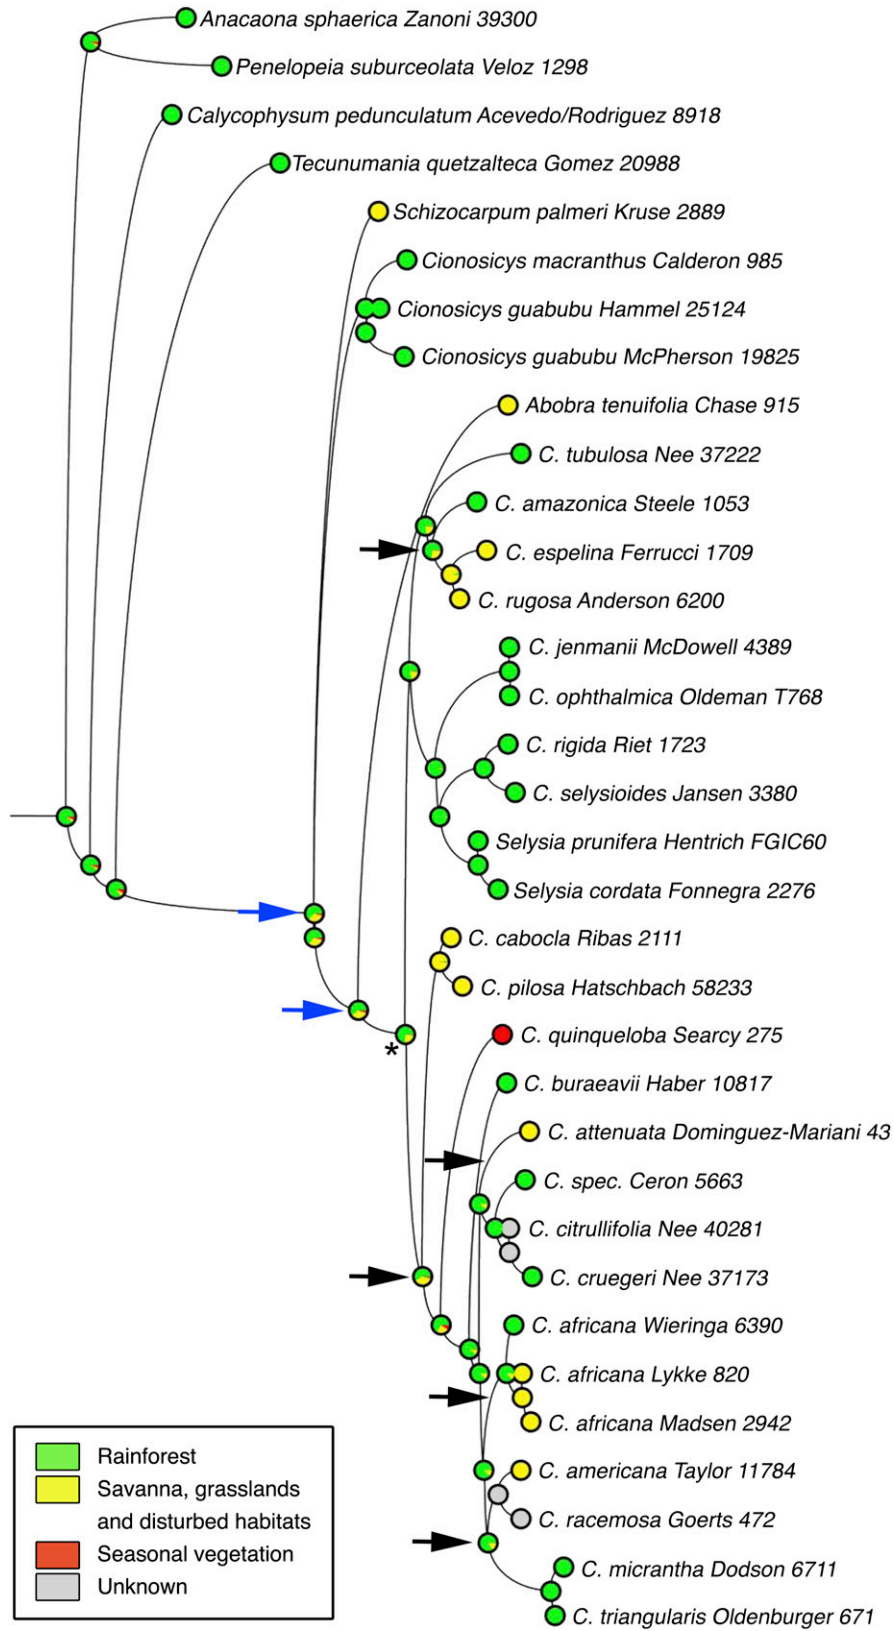 Anacaona sphaerica Zanoni 39300
Penelopeia suburceolata Veloz 1298
Calycophysum pedunculatum Acevedo/Rodriguez 8918
Tecunumania quetzalteca Gomez 20988
Schizocarpum palmeri Kruse 2889
Cionosicys macranthus Calderon 985
Cionosicys guabubu Hammel 25124
Cionosicys guabubu McPherson 19825
Abobra tenuifolia Chase 915
C. tubulosa Nee 37222
C. amazonica Steele 1053
C. espelina Ferrucci 1709
C. rugosa Anderson 6200
C. jenmanii McDowell 4389
C. ophthalmica Oldeman T768
C. rigida Riet 1723
C. selysioides Jansen 3380
Selysia prunifera Hentrich FGIC60
Selysia cordata Fonnegra 2276
C. cabocla Ribas 2111
C. pilosa Hatschbach 58233
C. quinqueloba Searcy 275
*
C. buraeavii Haber 10817
C. attenuata Dominguez-Mariani 43
C. spec. Ceron 5663
C. citrullifolia Nee 40281
C. cruegeri Nee 37173
C. africana Wieringa 6390
C. africana Lykke 820
C. africana Madsen 2942
C. americana Taylor 11784
C. racemosa Goerts 472
C. micrantha Dodson 6711
C. triangularis Oldenburger 671
Rainforest
Savanna, grasslands
and disturbed habitats
Seasonal vegetation
Unknown